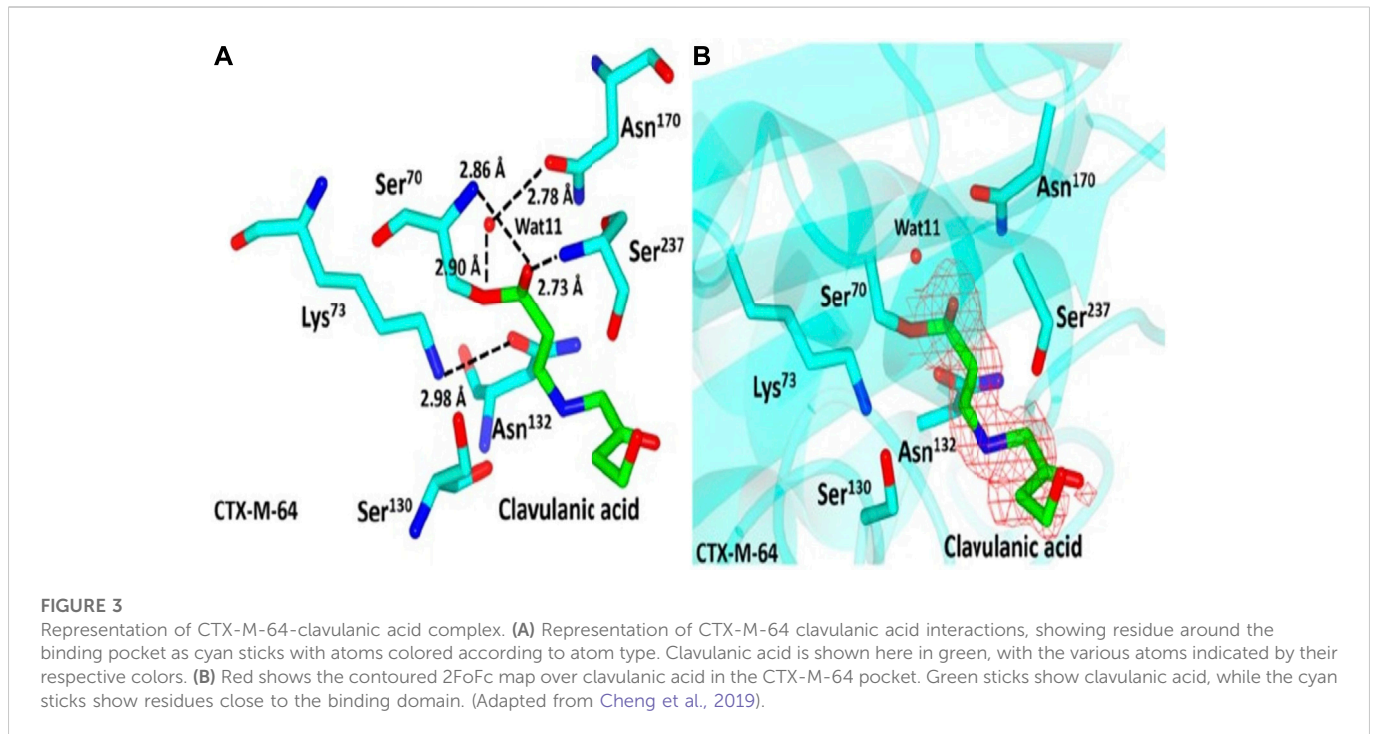 A
B
Asn¹⁷⁰
2.86 Å
Ser⁷⁰
2.78 Å
Wat11
Ser²³⁷
2.90 Å
2.73 Å
Lys⁷³
2.98 Å
Asn¹³²
CTX-M-64
Ser¹³⁰
Clavulanic acid
Asn¹⁷⁰
Wat11
Ser⁷⁰
Ser²³⁷
Lys⁷³
Asn¹³²
Ser¹³⁰
Clavulanic acid
CTX-M-64
FIGURE 3
Representation of CTX-M-64-clavulanic acid complex. (A) Representation of CTX-M-64 clavulanic acid interactions, showing residue around the
binding pocket as cyan sticks with atoms colored according to atom type. Clavulanic acid is shown here in green, with the various atoms indicated by their
respective colors. (B) Red shows the contoured 2FoFc map over clavulanic acid in the CTX-M-64 pocket. Green sticks show clavulanic acid, while the cyan
sticks show residues close to the binding domain. (Adapted from Cheng et al., 2019).